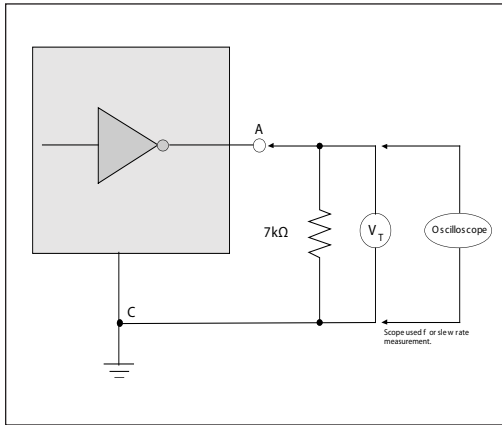 A
7kΩ
V T
Oscilloscope
C
Scope used f or slew rate
measurement.